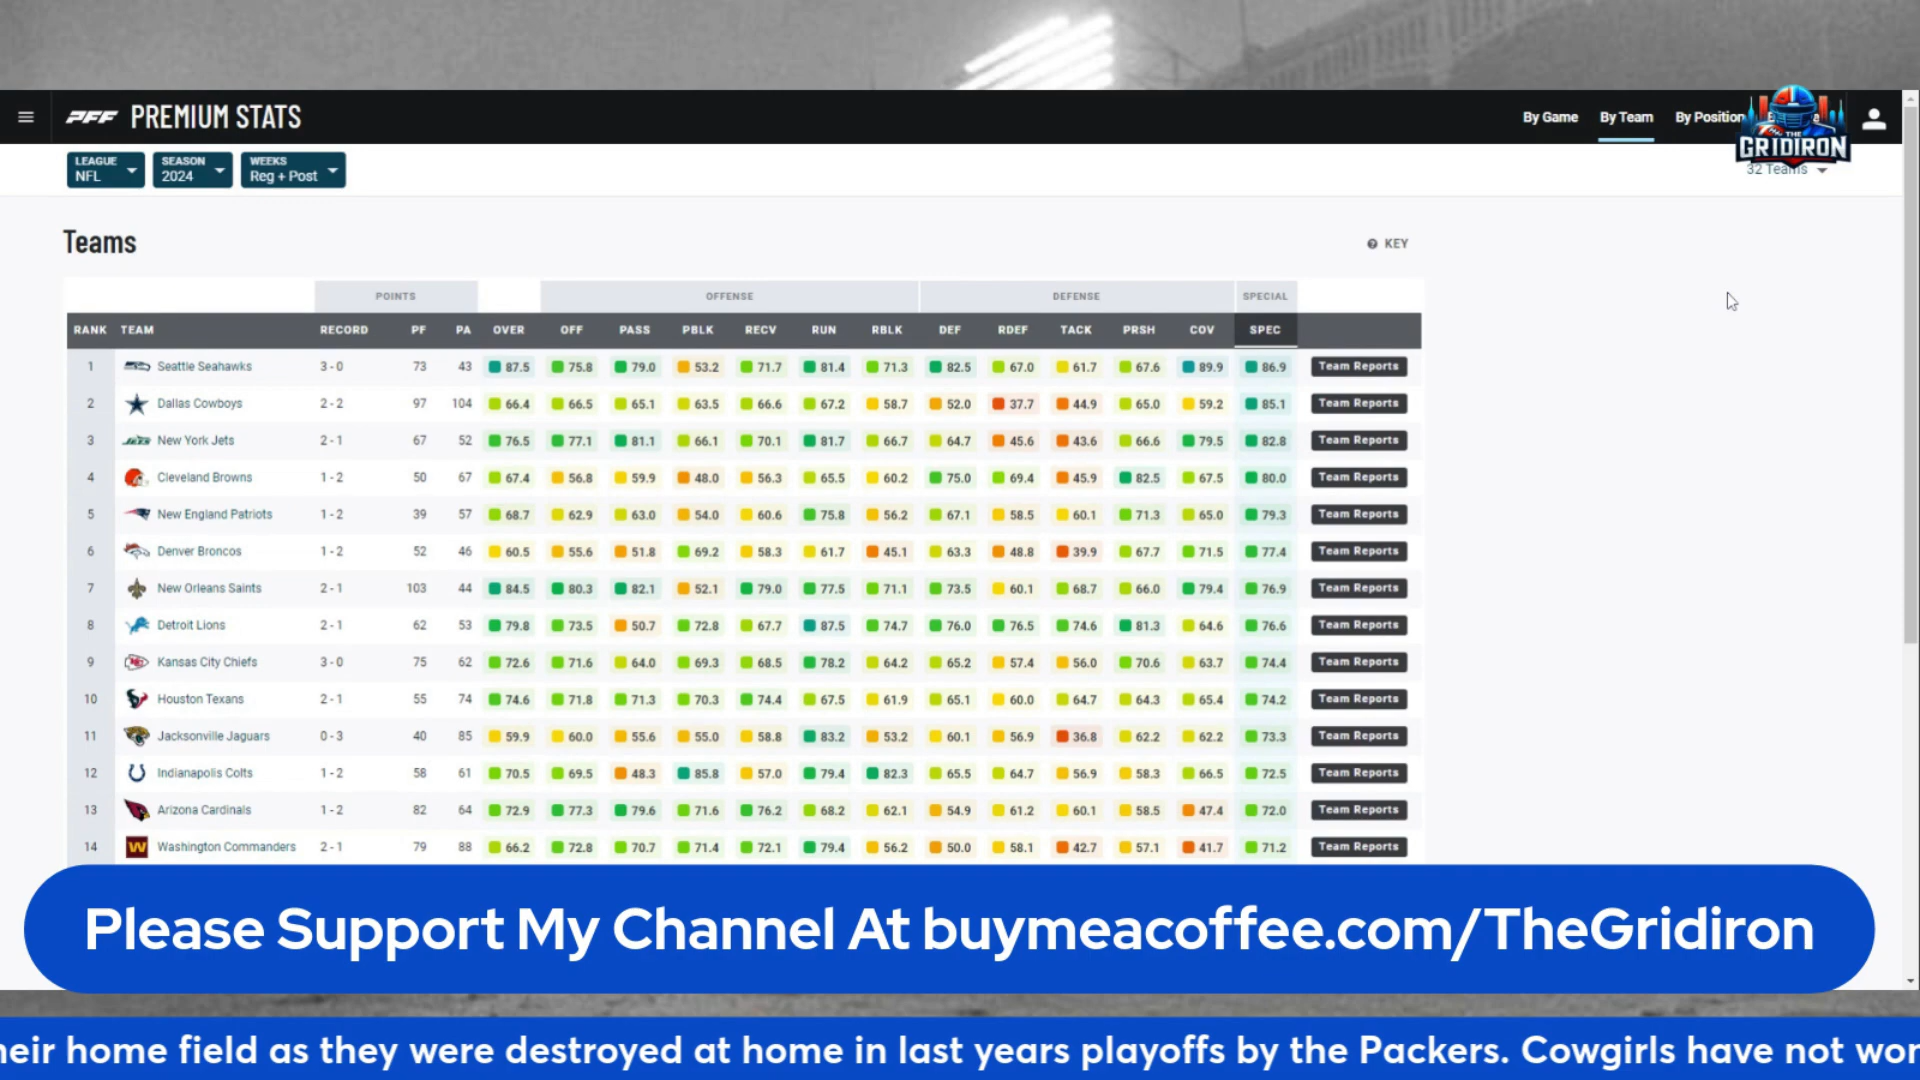 PFF PREMIUM STATS
By Game By Team By Position
THE
GRIDIRON
LEAGUE
NFL
SEASON
2024
WEEKS
Reg + Post
32 Teams
Teams
KEY
POINTS OFFENSE DEFENSE SPECIAL
RANK TEAM RECORD PF PA OVER OFF PASS PBLK RECV RUN RBLK DEF RDEF TACK PRSH COV SPEC
1 Seattle Seahawks 3 - 0 73 43 87.5 75.8 79.0 53.2 71.7 81.4 71.3 82.5 67.0 61.7 67.6 89.9 86.9 Team Reports
2 Dallas Cowboys 2 - 2 97 104 66.4 66.5 65.1 63.5 66.6 67.2 58.7 52.0 37.7 44.9 65.0 59.2 85.1 Team Reports
3 New York Jets 2 - 1 67 52 76.5 77.1 81.1 66.1 70.1 81.7 66.7 64.7 45.6 43.6 66.6 79.5 82.8 Team Reports
4 Cleveland Browns 1 - 2 50 67 67.4 56.8 59.9 48.0 56.3 65.5 60.2 75.0 69.4 45.9 82.5 67.5 80.0 Team Reports
5 New England Patriots 1 - 2 39 57 68.7 62.9 63.0 54.0 60.6 75.8 56.2 67.1 58.5 60.1 71.3 65.0 79.3 Team Reports
6 Denver Broncos 1 - 2 52 46 60.5 55.6 51.8 69.2 58.3 61.7 45.1 63.3 48.8 39.9 67.7 71.5 77.4 Team Reports
7 New Orleans Saints 2 - 1 103 44 84.5 80.3 82.1 52.1 79.0 77.5 71.1 73.5 60.1 68.7 66.0 79.4 76.9 Team Reports
8 Detroit Lions 2 - 1 62 53 79.8 73.5 50.7 72.8 67.7 87.5 74.7 76.0 76.5 74.6 81.3 64.6 76.6 Team Reports
9 Kansas City Chiefs 3 - 0 75 62 72.6 71.6 64.0 69.3 68.5 78.2 64.2 65.2 57.4 56.0 70.6 63.7 74.4 Team Reports
10 Houston Texans 2 - 1 55 74 74.6 71.8 71.3 70.3 74.4 67.5 61.9 65.1 60.0 64.7 64.3 65.4 74.2 Team Reports
11 Jacksonville Jaguars 0 - 3 40 85 59.9 60.0 55.6 55.0 58.8 83.2 53.2 60.1 56.9 36.8 62.2 62.2 73.3 Team Reports
12 Indianapolis Colts 1 - 2 58 61 70.5 69.5 48.3 85.8 57.0 79.4 82.3 65.5 64.7 56.9 58.3 66.5 72.5 Team Reports
13 Arizona Cardinals 1 - 2 82 64 72.9 77.3 79.6 71.6 76.2 68.2 62.1 54.9 61.2 60.1 58.5 47.4 72.0 Team Reports
14 Washington Commanders 2 - 1 79 88 66.2 72.8 70.7 71.4 72.1 79.4 56.2 50.0 58.1 42.7 57.1 41.7 71.2 Team Reports
Please Support My Channel At buymeacoffee.com/TheGridiron
heir home field as they were destroyed at home in last years playoffs by the Packers. Cowgirls have not wor